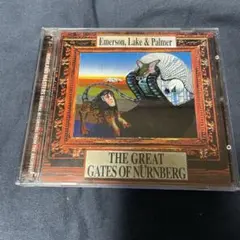 Emerson, Lake & Palmer
THE GREAT
GATES OF NÜRNBERG